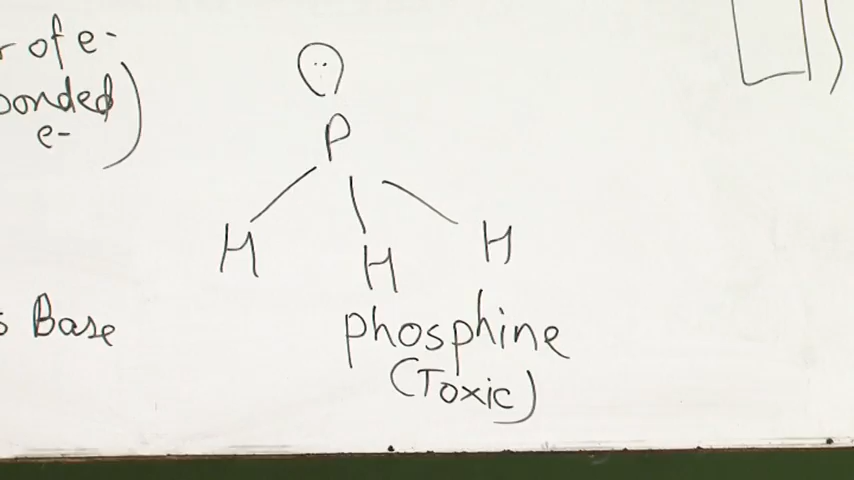 of e-
bonded)
e-
P
H
H
H
Base
phosphine
(Toxic)